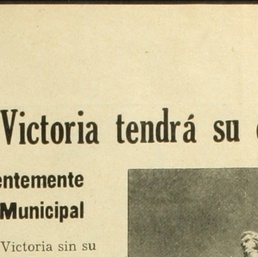 Victoria tendrá su
entemente
Municipal
Victoria sin su